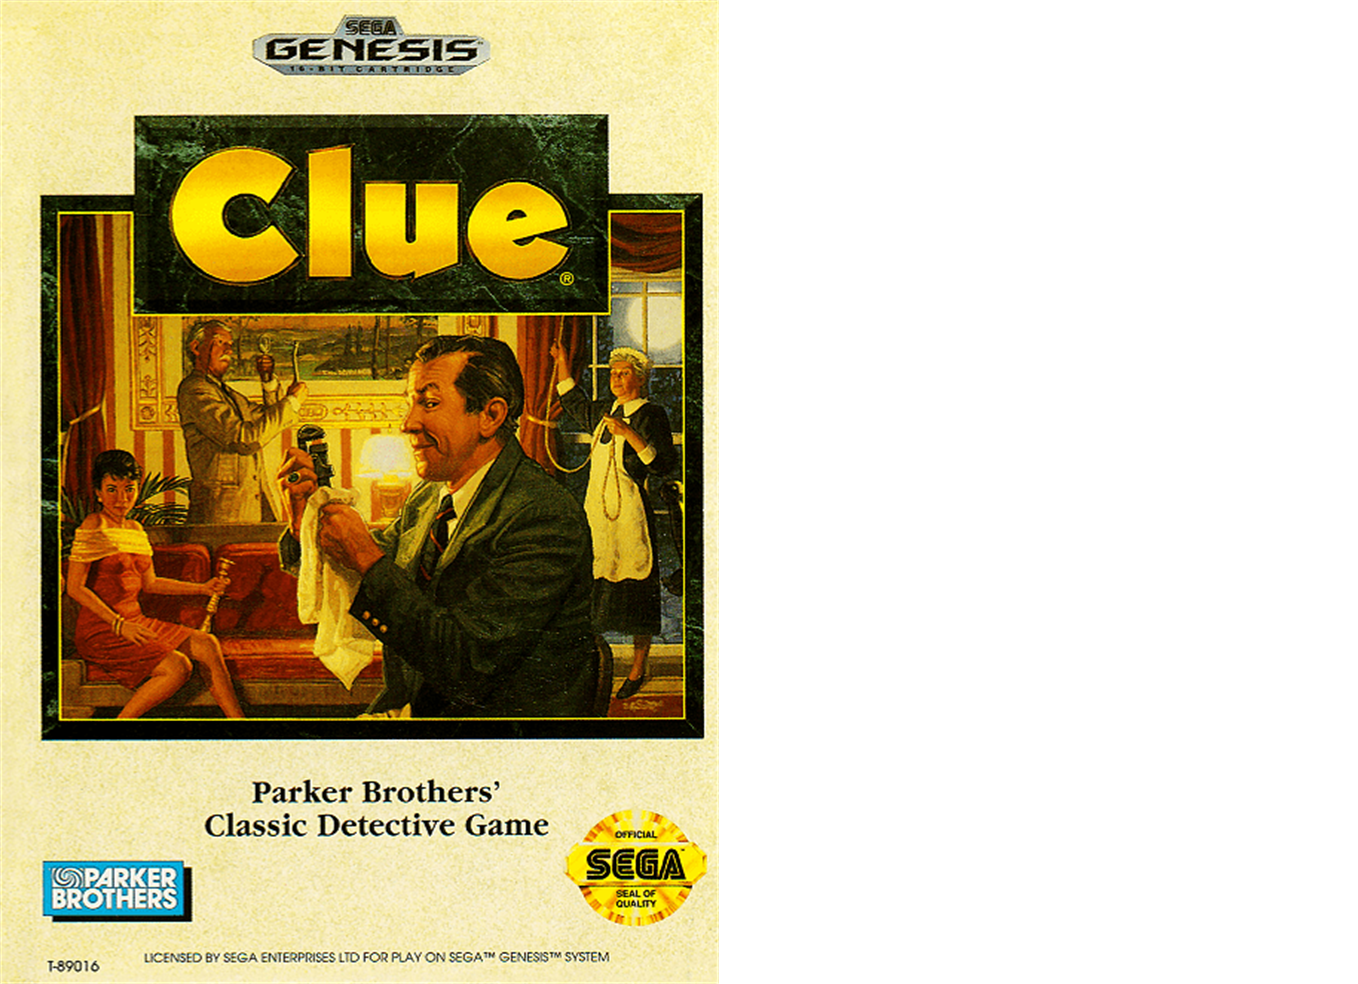 SEGA
GENESIS
16-BIT CARTRIDGE
Clue®
Parker Brothers’
Classic Detective Game
OFFICIAL
SEGA™
SEAL OF
QUALITY
PARKER
BROTHERS
LICENSED BY SEGA ENTERPRISES LTD FOR PLAY ON SEGA™ GENESIS™ SYSTEM
T-89016